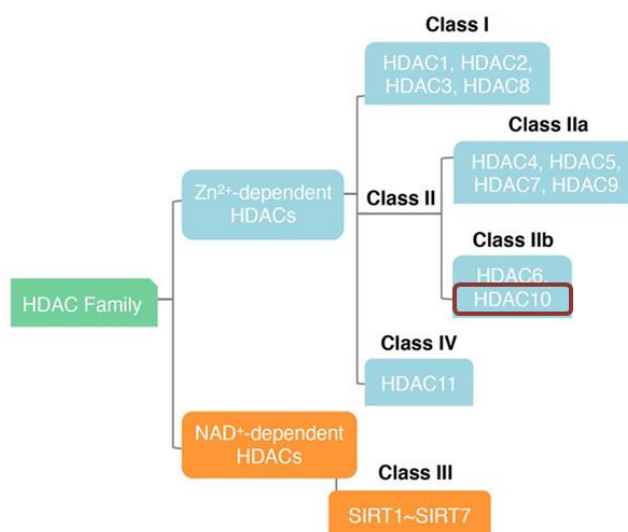 Class I
HDAC1, HDAC2,
HDAC3, HDAC8
Class IIa
HDAC4, HDAC5,
HDAC7, HDAC9
Zn²⁺-dependent
HDACs
Class II
Class IIb
HDAC6,
HDAC10
HDAC Family
Class IV
HDAC11
NAD⁺-dependent
HDACs
Class III
SIRT1~SIRT7